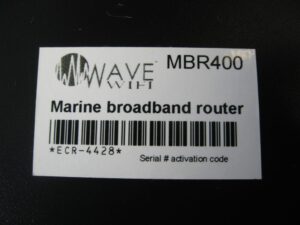 WAVE MBR400
WIFI
Marine broadband router
*ECR-4428*
Serial # activation code